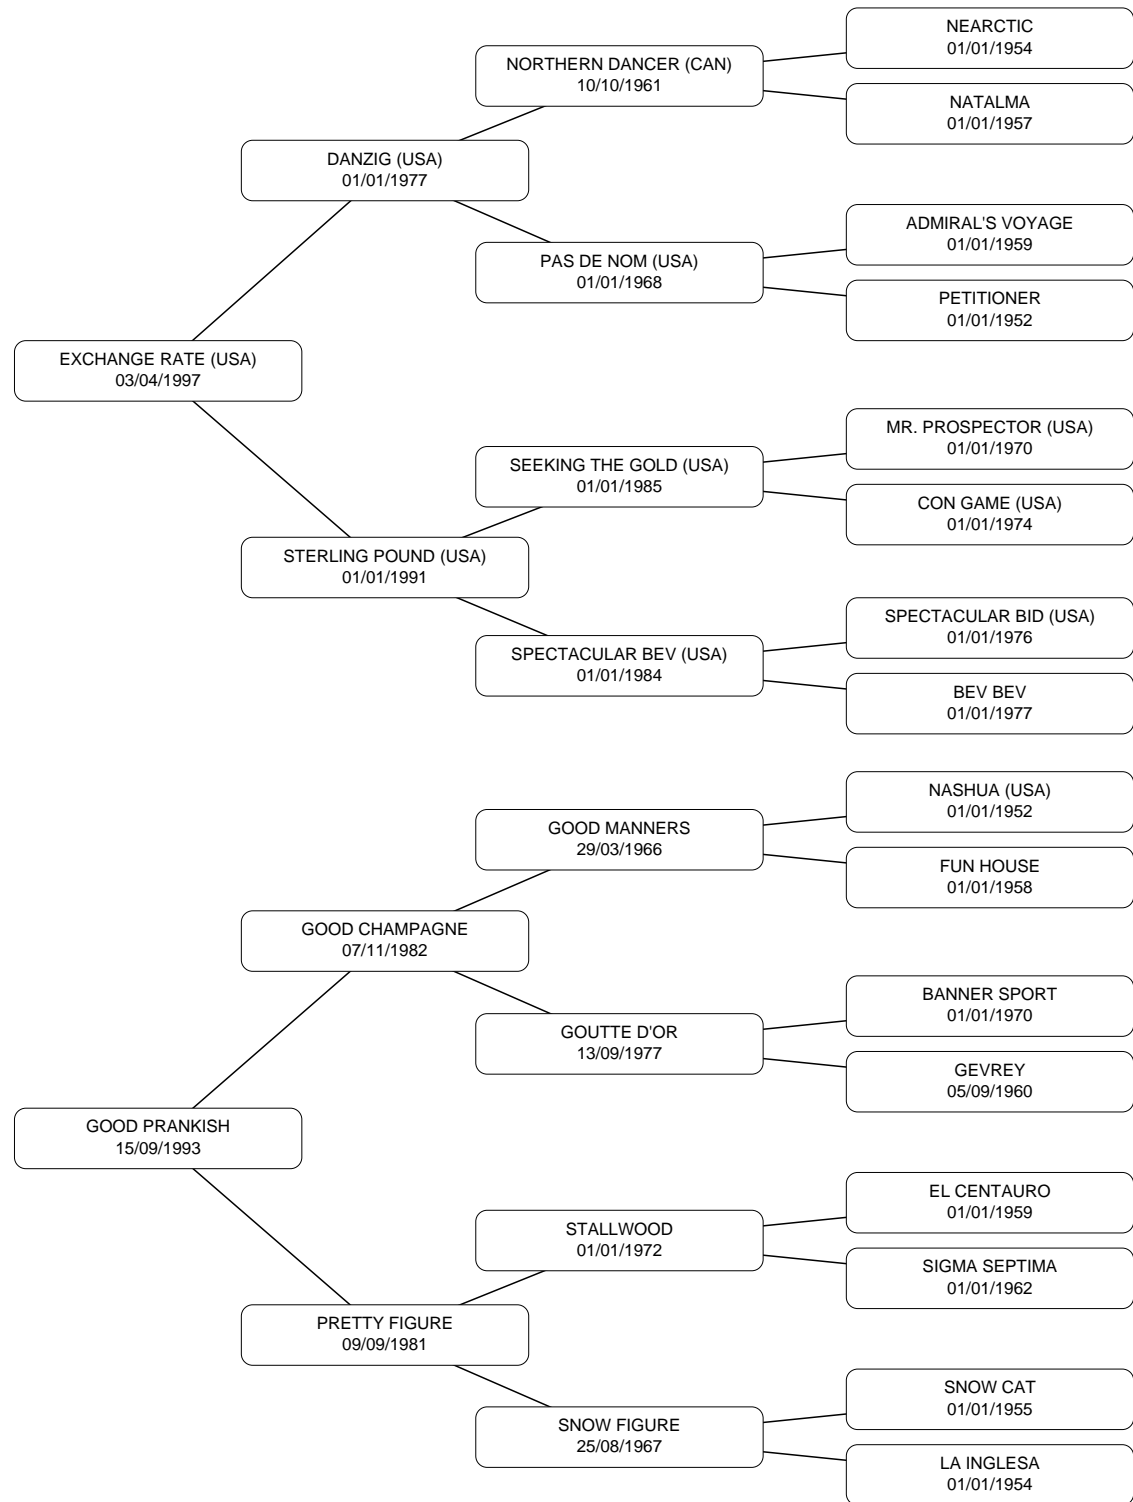 NEARCTIC
01/01/1954
NORTHERN DANCER (CAN)
10/10/1961
NATALMA
01/01/1957
DANZIG (USA)
01/01/1977
ADMIRAL'S VOYAGE
01/01/1959
PAS DE NOM (USA)
01/01/1968
PETITIONER
01/01/1952
EXCHANGE RATE (USA)
03/04/1997
MR. PROSPECTOR (USA)
01/01/1970
SEEKING THE GOLD (USA)
01/01/1985
CON GAME (USA)
01/01/1974
STERLING POUND (USA)
01/01/1991
SPECTACULAR BID (USA)
01/01/1976
SPECTACULAR BEV (USA)
01/01/1984
BEV BEV
01/01/1977
NASHUA (USA)
01/01/1952
GOOD MANNERS
29/03/1966
FUN HOUSE
01/01/1958
GOOD CHAMPAGNE
07/11/1982
BANNER SPORT
01/01/1970
GOUTTE D'OR
13/09/1977
GEVREY
05/09/1960
GOOD PRANKISH
15/09/1993
EL CENTAURO
01/01/1959
STALLWOOD
01/01/1972
SIGMA SEPTIMA
01/01/1962
PRETTY FIGURE
09/09/1981
SNOW CAT
01/01/1955
SNOW FIGURE
25/08/1967
LA INGLESA
01/01/1954